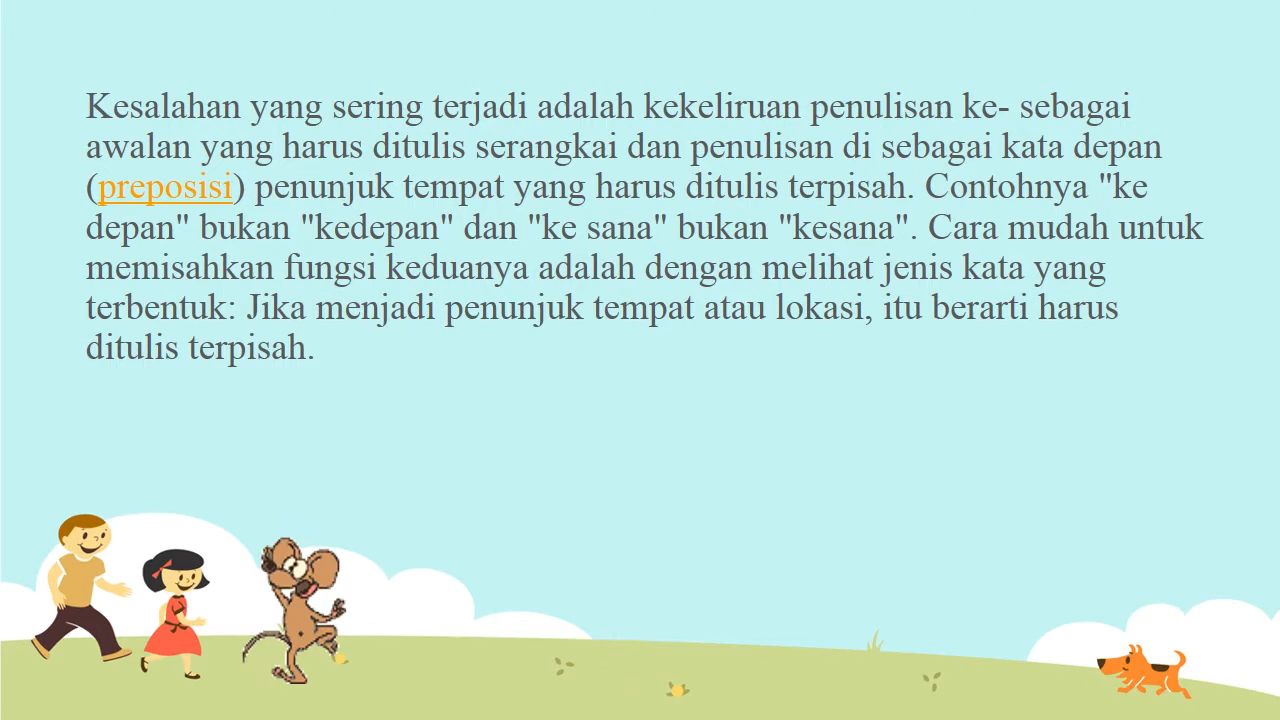 Kesalahan yang sering terjadi adalah kekeliruan penulisan ke- sebagai
awalan yang harus ditulis serangkai dan penulisan di sebagai kata depan
(preposisi) penunjuk tempat yang harus ditulis terpisah. Contohnya "ke
depan" bukan "kedepan" dan "ke sana" bukan "kesana". Cara mudah untuk
memisahkan fungsi keduanya adalah dengan melihat jenis kata yang
terbentuk: Jika menjadi penunjuk tempat atau lokasi, itu berarti harus
ditulis terpisah.